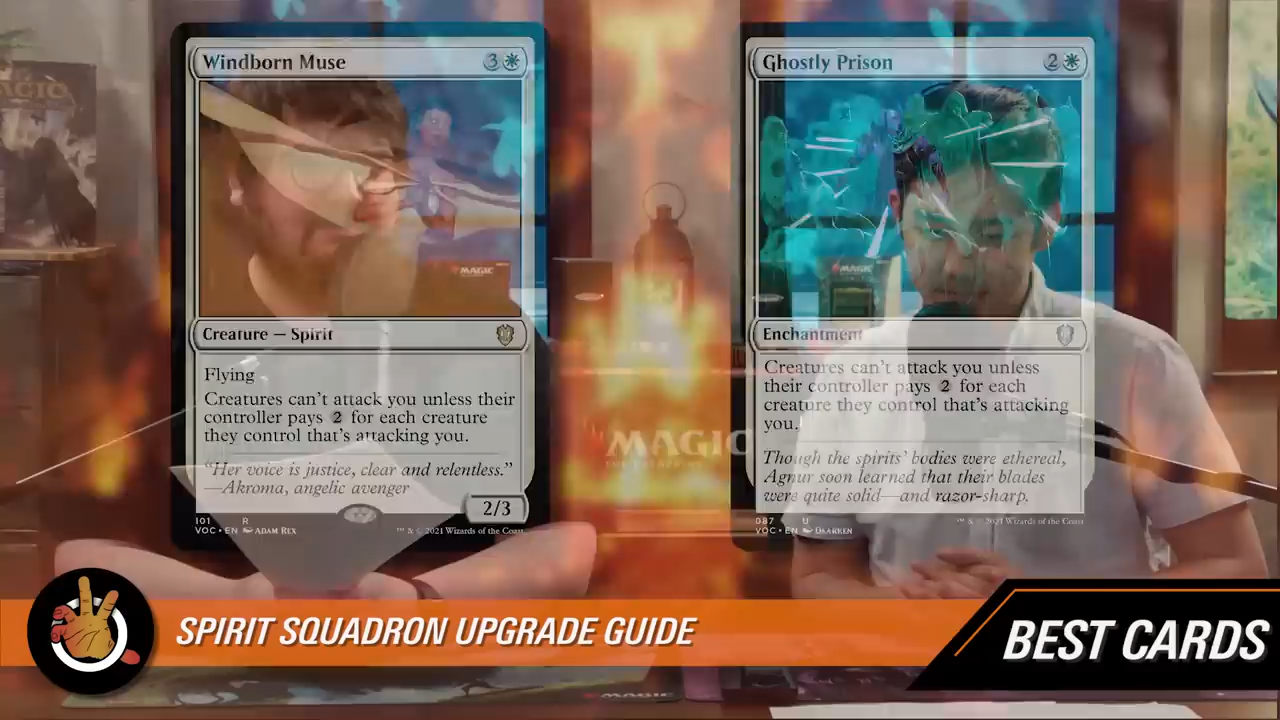 Windborn Muse 3
Creature — Spirit
Flying
Creatures can't attack you unless their
controller pays 2 for each creature
they control that's attacking you.
"Her voice is justice, clear and relentless."
—Akroma, angelic avenger
2/3
101 R
VOC • EN ADAM REX
™ & © 2021 Wizards of the Coast
Ghostly Prison 2
Enchantment
Creatures can't attack you unless
their controller pays 2 for each
creature they control that's attacking
you.
Though the spirits' bodies were ethereal,
Agnur soon learned that their blades
were quite solid—and razor-sharp.
087 U
VOC • EN DAARKEN
™ & © 2021 Wizards of the Coast
MAGIC
MAGIC
MAGIC
MAGIC
SPIRIT SQUADRON UPGRADE GUIDE
BEST CARDS
MAGIC